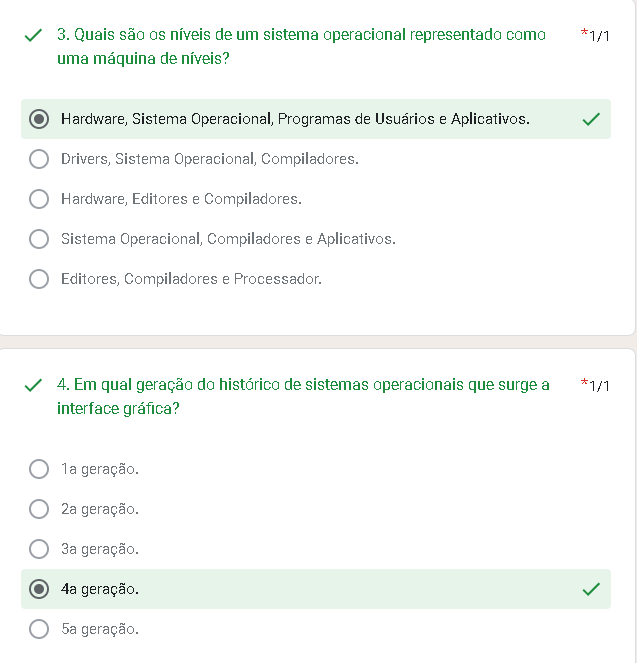 3. Quais são os níveis de um sistema operacional representado como *1/1
uma máquina de níveis?
Hardware, Sistema Operacional, Programas de Usuários e Aplicativos.
Drivers, Sistema Operacional, Compiladores.
Hardware, Editores e Compiladores.
Sistema Operacional, Compiladores e Aplicativos.
Editores, Compiladores e Processador.
4. Em qual geração do histórico de sistemas operacionais que surge a *1/1
interface gráfica?
1a geração.
2a geração.
3a geração.
4a geração.
5a geração.